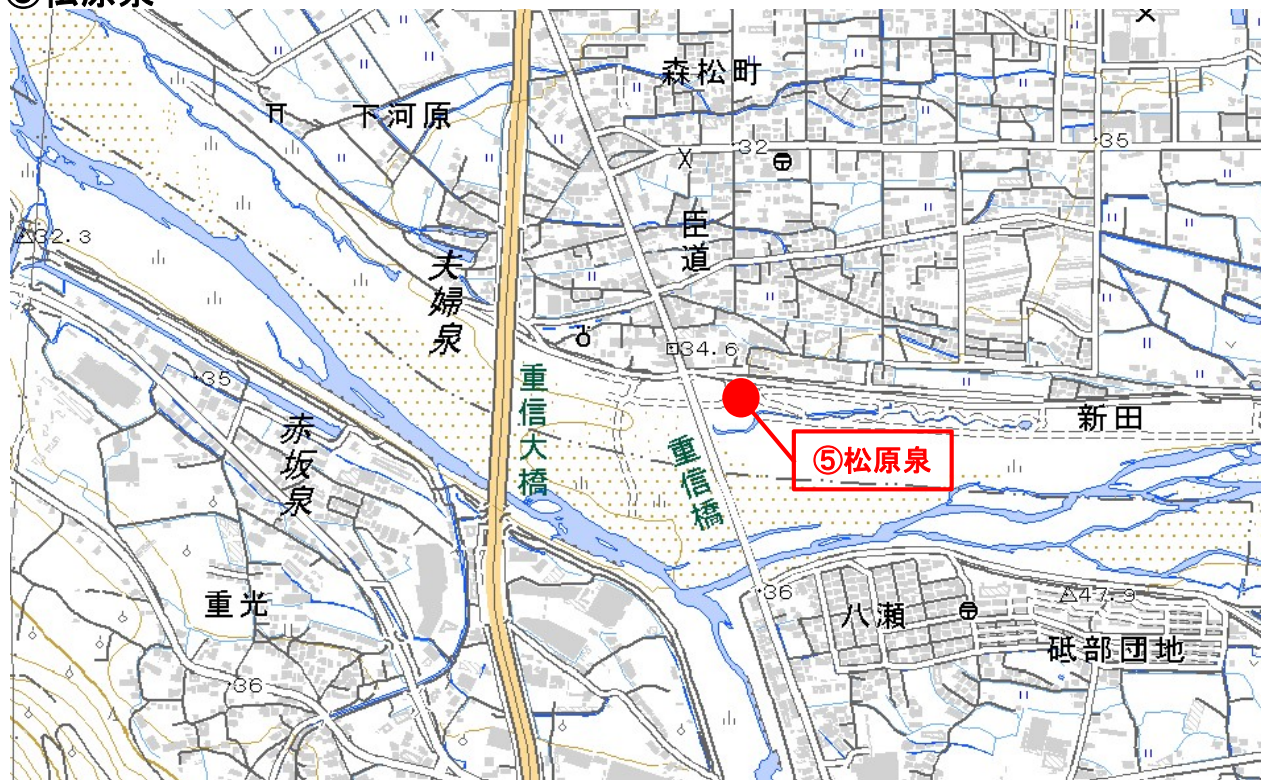 ⑤松原泉
森松町
下河原
32
35
臣道
32.3
夫婦泉
34.6
35
重信大橋
新田
赤坂泉
⑤松原泉
重信橋
36
八瀬
47.9
重光
砥部団地
36